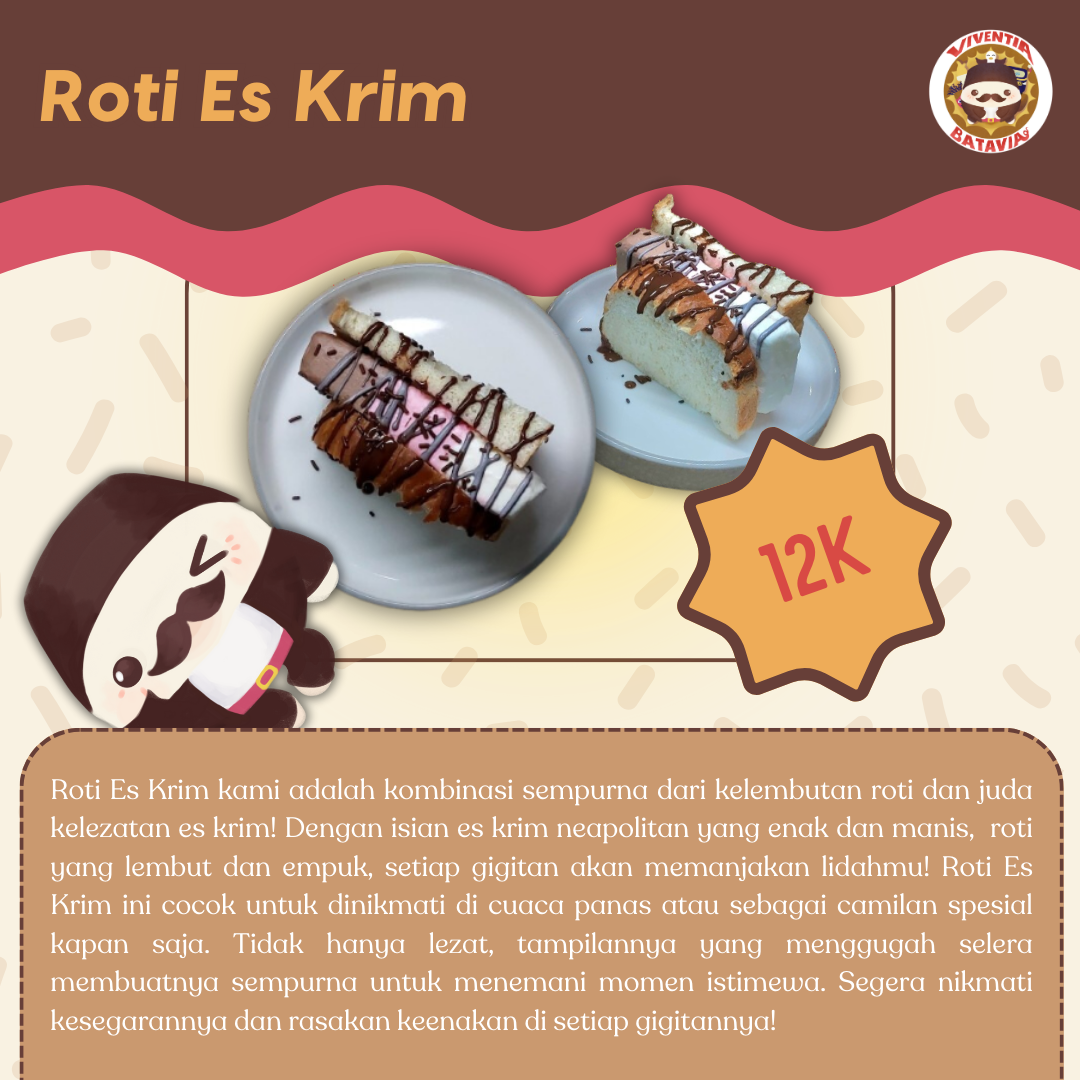 Roti Es Krim
VIVENTIA
BATAVIA
12K
Roti Es Krim kami adalah kombinasi sempurna dari kelembutan roti dan juda
kelezatan es krim! Dengan isian es krim neapolitan yang enak dan manis,  roti
yang lembut dan empuk, setiap gigitan akan memanjakan lidahmu! Roti Es
Krim ini cocok untuk dinikmati di cuaca panas atau sebagai camilan spesial
kapan saja. Tidak hanya lezat, tampilannya yang menggugah selera
membuatnya sempurna untuk menemani momen istimewa. Segera nikmati
kesegarannya dan rasakan keenakan di setiap gigitannya!